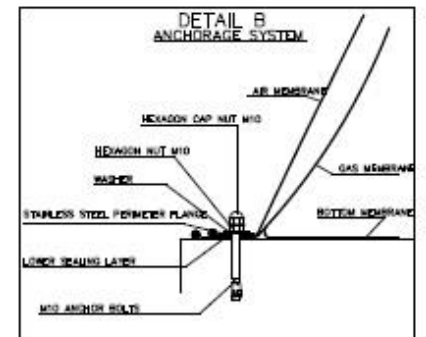 DETAIL B
ANCHORAGE SYSTEM
AIR MEMBRANE
HEXAGON CAP NUT M10
HEXAGON NUT M10
WASHER
GAS MEMBRANE
STAINLESS STEEL PERIMETER FLANGE
BOTTOM MEMBRANE
LOWER SEALING LAYER
M10 ANCHOR BOLTS